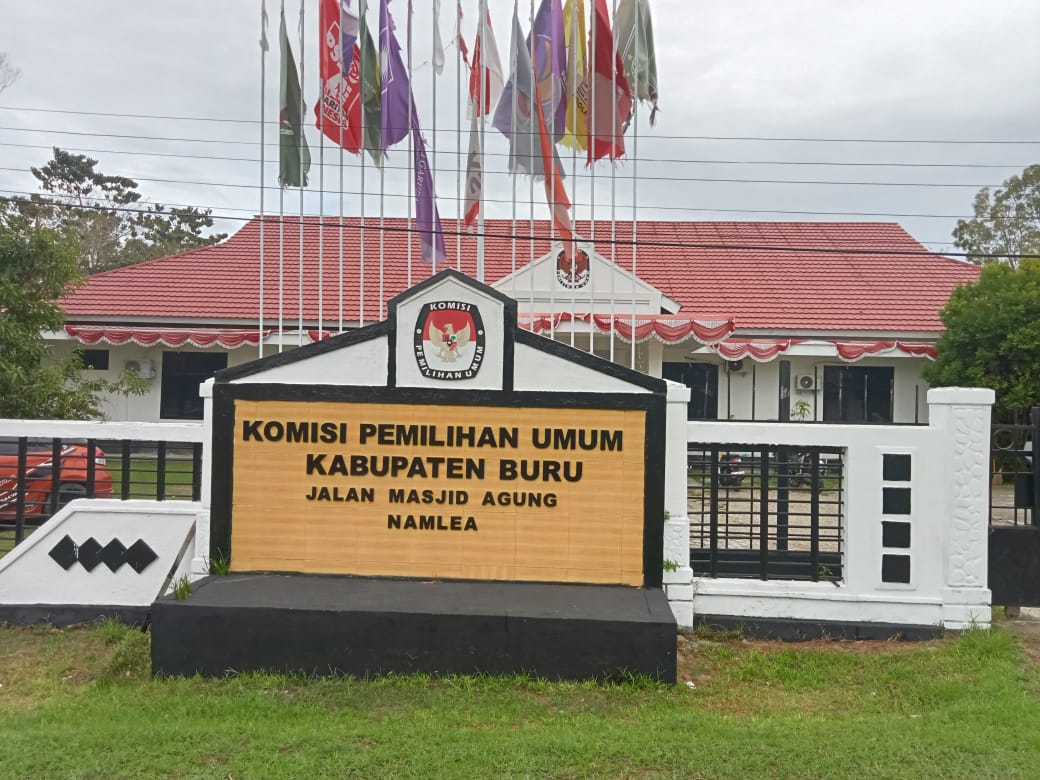 KOMISI
PEMILIHAN UMUM
KOMISI PEMILIHAN UMUM
KABUPATEN BURU
JALAN MASJID AGUNG
NAMLEA